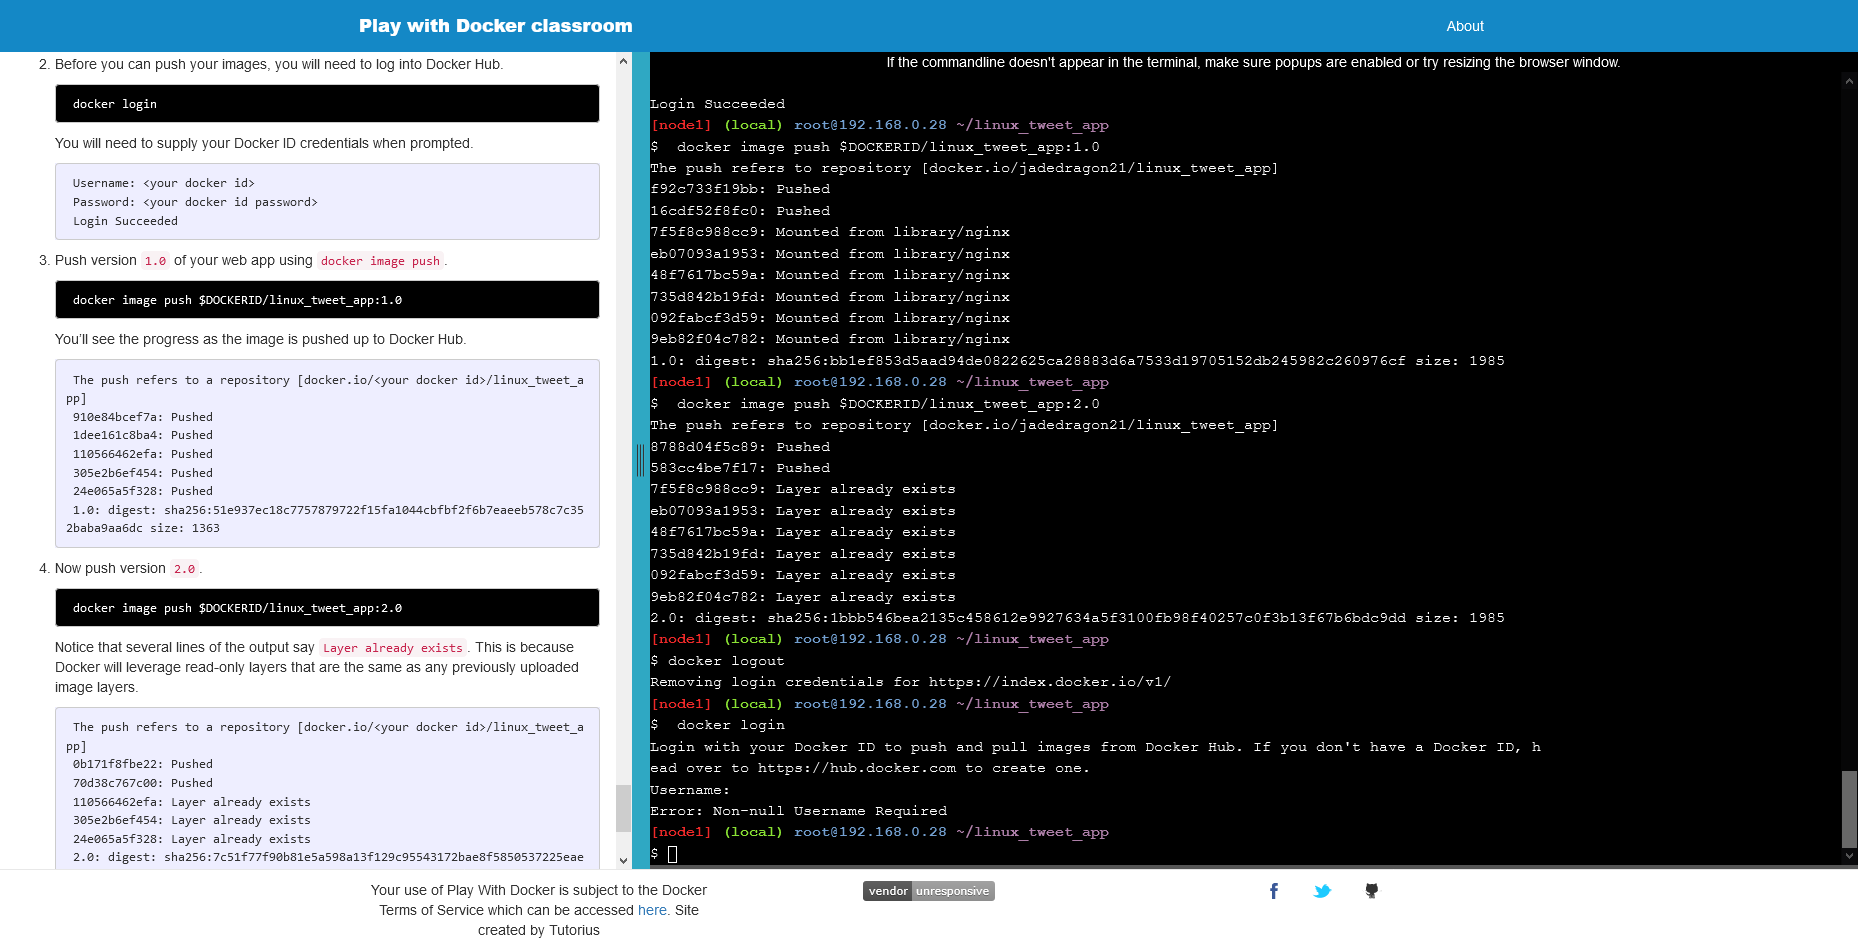 Play with Docker classroom
About
2. Before you can push your images, you will need to log into Docker Hub.
docker login
You will need to supply your Docker ID credentials when prompted.
Username: <your docker id>
Password: <your docker id password>
Login Succeeded
3. Push version 1.0 of your web app using docker image push.
docker image push $DOCKERID/linux_tweet_app:1.0
You'll see the progress as the image is pushed up to Docker Hub.
The push refers to a repository [docker.io/<your docker id>/linux_tweet_a
pp]
910e84bcef7a: Pushed
1dee161c8ba4: Pushed
110566462efa: Pushed
305e2b6ef454: Pushed
24e065a5f328: Pushed
1.0: digest: sha256:51e937ec18c7757879722f15fa1044cbfbf2f6b7eaeeb578c7c35
2baba9aa6dc size: 1363
4. Now push version 2.0.
docker image push $DOCKERID/linux_tweet_app:2.0
Notice that several lines of the output say Layer already exists. This is because
Docker will leverage read-only layers that are the same as any previously uploaded
image layers.
The push refers to a repository [docker.io/<your docker id>/linux_tweet_a
pp]
0b171f8fbe22: Pushed
70d38c767c00: Pushed
110566462efa: Layer already exists
305e2b6ef454: Layer already exists
24e065a5f328: Layer already exists
2.0: digest: sha256:7c51f77f90b81e5a598a13f129c95543172bae8f5850537225eae
If the commandline doesn't appear in the terminal, make sure popups are enabled or try resizing the browser window.
Login Succeeded
[node1] (local) root@192.168.0.28 ~/linux_tweet_app
$  docker image push $DOCKERID/linux_tweet_app:1.0
The push refers to repository [docker.io/jadedragon21/linux_tweet_app]
f92c733f19bb: Pushed
16cdf52f8fc0: Pushed
7f5f8c988cc9: Mounted from library/nginx
eb07093a1953: Mounted from library/nginx
48f7617bc59a: Mounted from library/nginx
735d842b19fd: Mounted from library/nginx
092fabcf3d59: Mounted from library/nginx
9eb82f04c782: Mounted from library/nginx
1.0: digest: sha256:bb1ef853d5aad94de0822625ca28883d6a7533d19705152db245982c260976cf size: 1985
[node1] (local) root@192.168.0.28 ~/linux_tweet_app
$  docker image push $DOCKERID/linux_tweet_app:2.0
The push refers to repository [docker.io/jadedragon21/linux_tweet_app]
8788d04f5c89: Pushed
583cc4be7f17: Pushed
7f5f8c988cc9: Layer already exists
eb07093a1953: Layer already exists
48f7617bc59a: Layer already exists
735d842b19fd: Layer already exists
092fabcf3d59: Layer already exists
9eb82f04c782: Layer already exists
2.0: digest: sha256:1bbb546bea2135c458612e9927634a5f3100fb98f40257c0f3b13f67b6bdc9dd size: 1985
[node1] (local) root@192.168.0.28 ~/linux_tweet_app
$ docker logout
Removing login credentials for https://index.docker.io/v1/
[node1] (local) root@192.168.0.28 ~/linux_tweet_app
$  docker login
Login with your Docker ID to push and pull images from Docker Hub. If you don't have a Docker ID, h
ead over to https://hub.docker.com to create one.
Username:
Error: Non-null Username Required
[node1] (local) root@192.168.0.28 ~/linux_tweet_app
$
Your use of Play With Docker is subject to the Docker
Terms of Service which can be accessed here. Site
created by Tutorius
vendor unresponsive